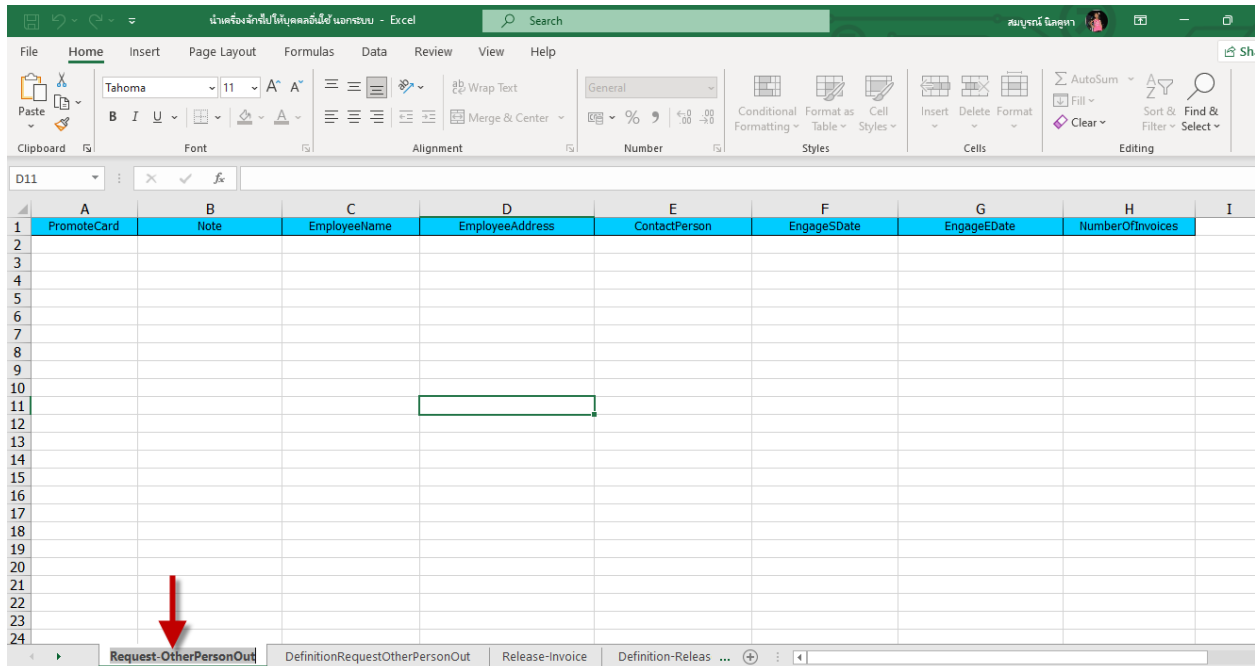 นำเครื่องจักรไปให้บุคคลอื่นใช้นอกระบบ - Excel
Search
สมบูรณ์ นิลคูหา
File Home Insert Page Layout Formulas Data Review View Help
Sh
Paste
Tahoma 11 A A
B I U A
ab Wrap Text
Merge & Center
General
% 9 .00 .00 →0
Conditional Formatting
Format as Table
Cell Styles
Insert Delete Format
AutoSum
Fill
Clear
Sort & Filter
Find & Select
Clipboard Font Alignment Number Styles Cells Editing
D11 fx
A B C D E F G H I
1 PromoteCard Note EmployeeName EmployeeAddress ContactPerson EngageSDate EngageEDate NumberOfInvoices
2
3
4
5
6
7
8
9
10
11
12
13
14
15
16
17
18
19
20
21
22
23
24
Request-OtherPersonOut DefinitionRequestOtherPersonOut Release-Invoice Definition-Releas ...